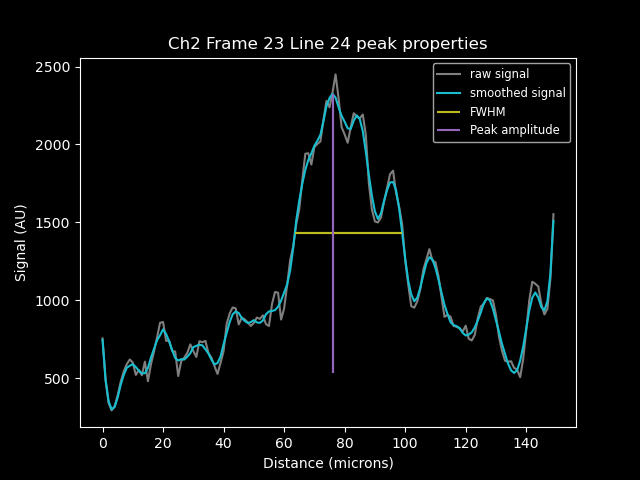 Ch2 Frame 23 Line 24 peak properties
raw signal
smoothed signal
FWHM
Peak amplitude
2500
2000
1500
1000
500
Signal (AU)
0 20 40 60 80 100 120 140
Distance (microns)